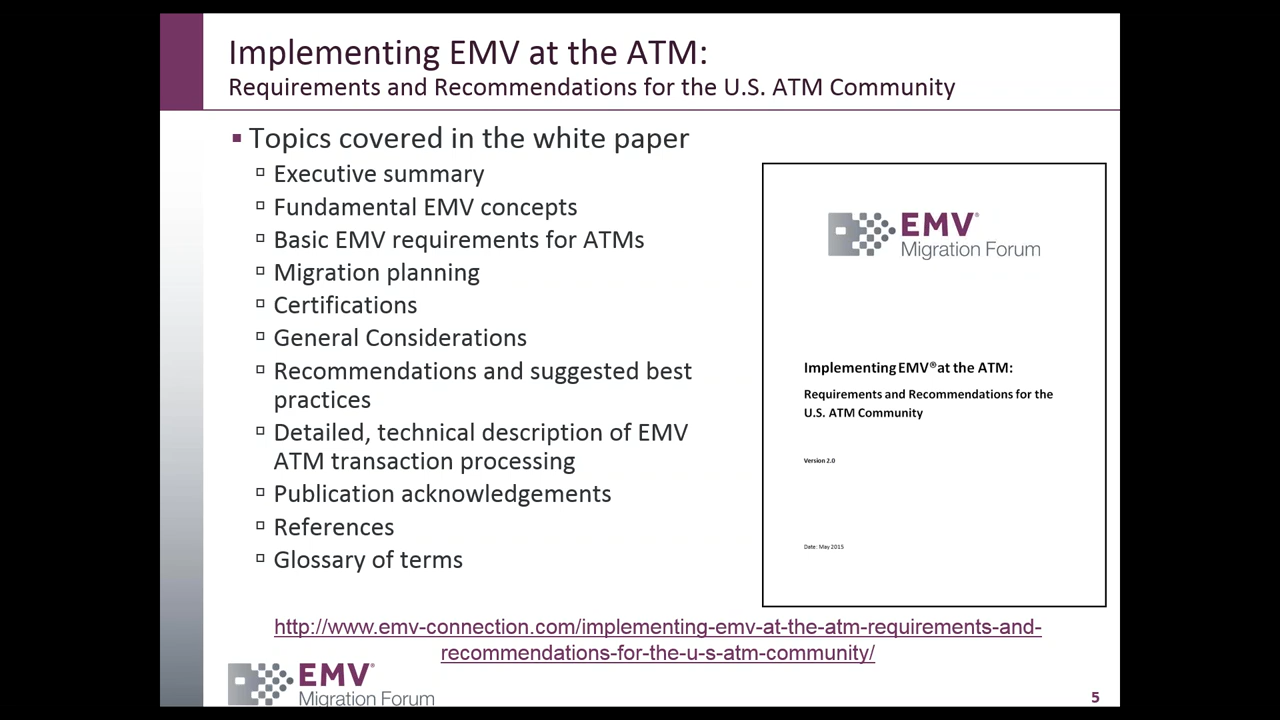 Implementing EMV at the ATM:
Requirements and Recommendations for the U.S. ATM Community
Topics covered in the white paper
Executive summary
Fundamental EMV concepts
Basic EMV requirements for ATMs
Migration planning
Certifications
General Considerations
Recommendations and suggested best
practices
Detailed, technical description of EMV
ATM transaction processing
Publication acknowledgements
References
Glossary of terms
EMV®
Migration Forum
Implementing EMV®at the ATM:
Requirements and Recommendations for the
U.S. ATM Community
Version 2.0
Date: May 2015
http://www.emv-connection.com/implementing-emv-at-the-atm-requirements-and-
recommendations-for-the-u-s-atm-community/
EMV®
Migration Forum
5